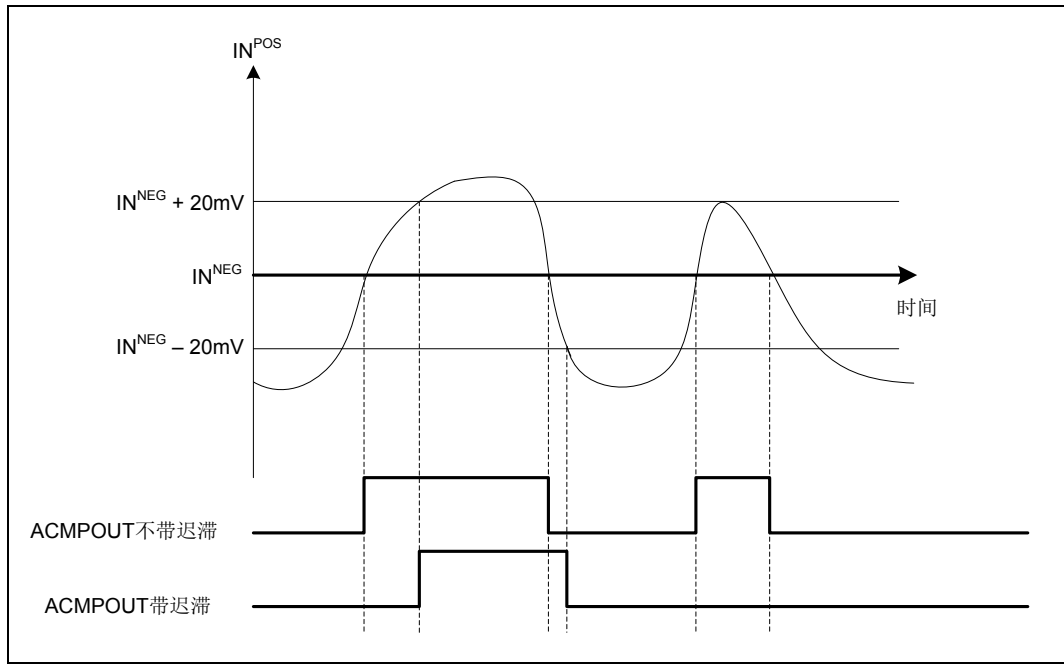 IN^POS
IN^NEG + 20mV
IN^NEG
时间
IN^NEG – 20mV
ACMPOUT不带迟滞
ACMPOUT带迟滞